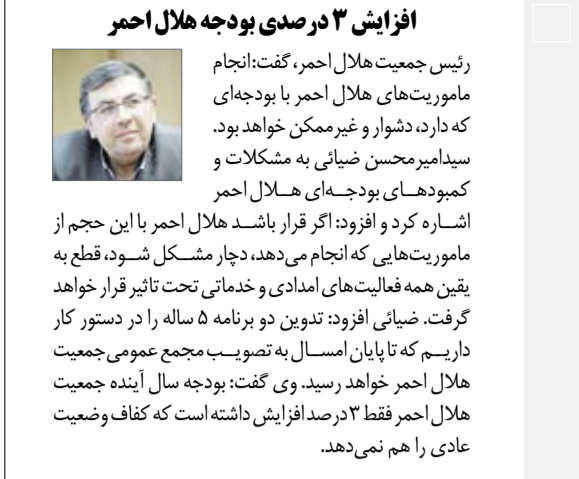 افزایش ۳ درصدی بودجه هلال احمر
رئیس جمعیت هلال احمر، گفت:انجام
ماموریت‌های هلال احمر با بودجه‌ای
که دارد، دشوار و غیرممکن خواهد بود.
سیدامیرمحسن ضیائی به مشکلات و
کمبودهای بودجه‌ای هلال احمر
اشاره کرد و افزود: اگر قرار باشد هلال احمر با این حجم از
ماموریت‌هایی که انجام می‌دهد، دچار مشکل شود، قطع به
یقین همه فعالیت‌های امدادی و خدماتی تحت تاثیر قرار خواهد
گرفت. ضیائی افزود: تدوین دو برنامه ۵ ساله را در دستور کار
داریم که تا پایان امسال به تصویب مجمع عمومی جمعیت
هلال احمر خواهد رسید. وی گفت: بودجه سال آینده جمعیت
هلال احمر فقط ۳درصد افزایش داشته است که کفاف وضعیت
عادی را هم نمی‌دهد.